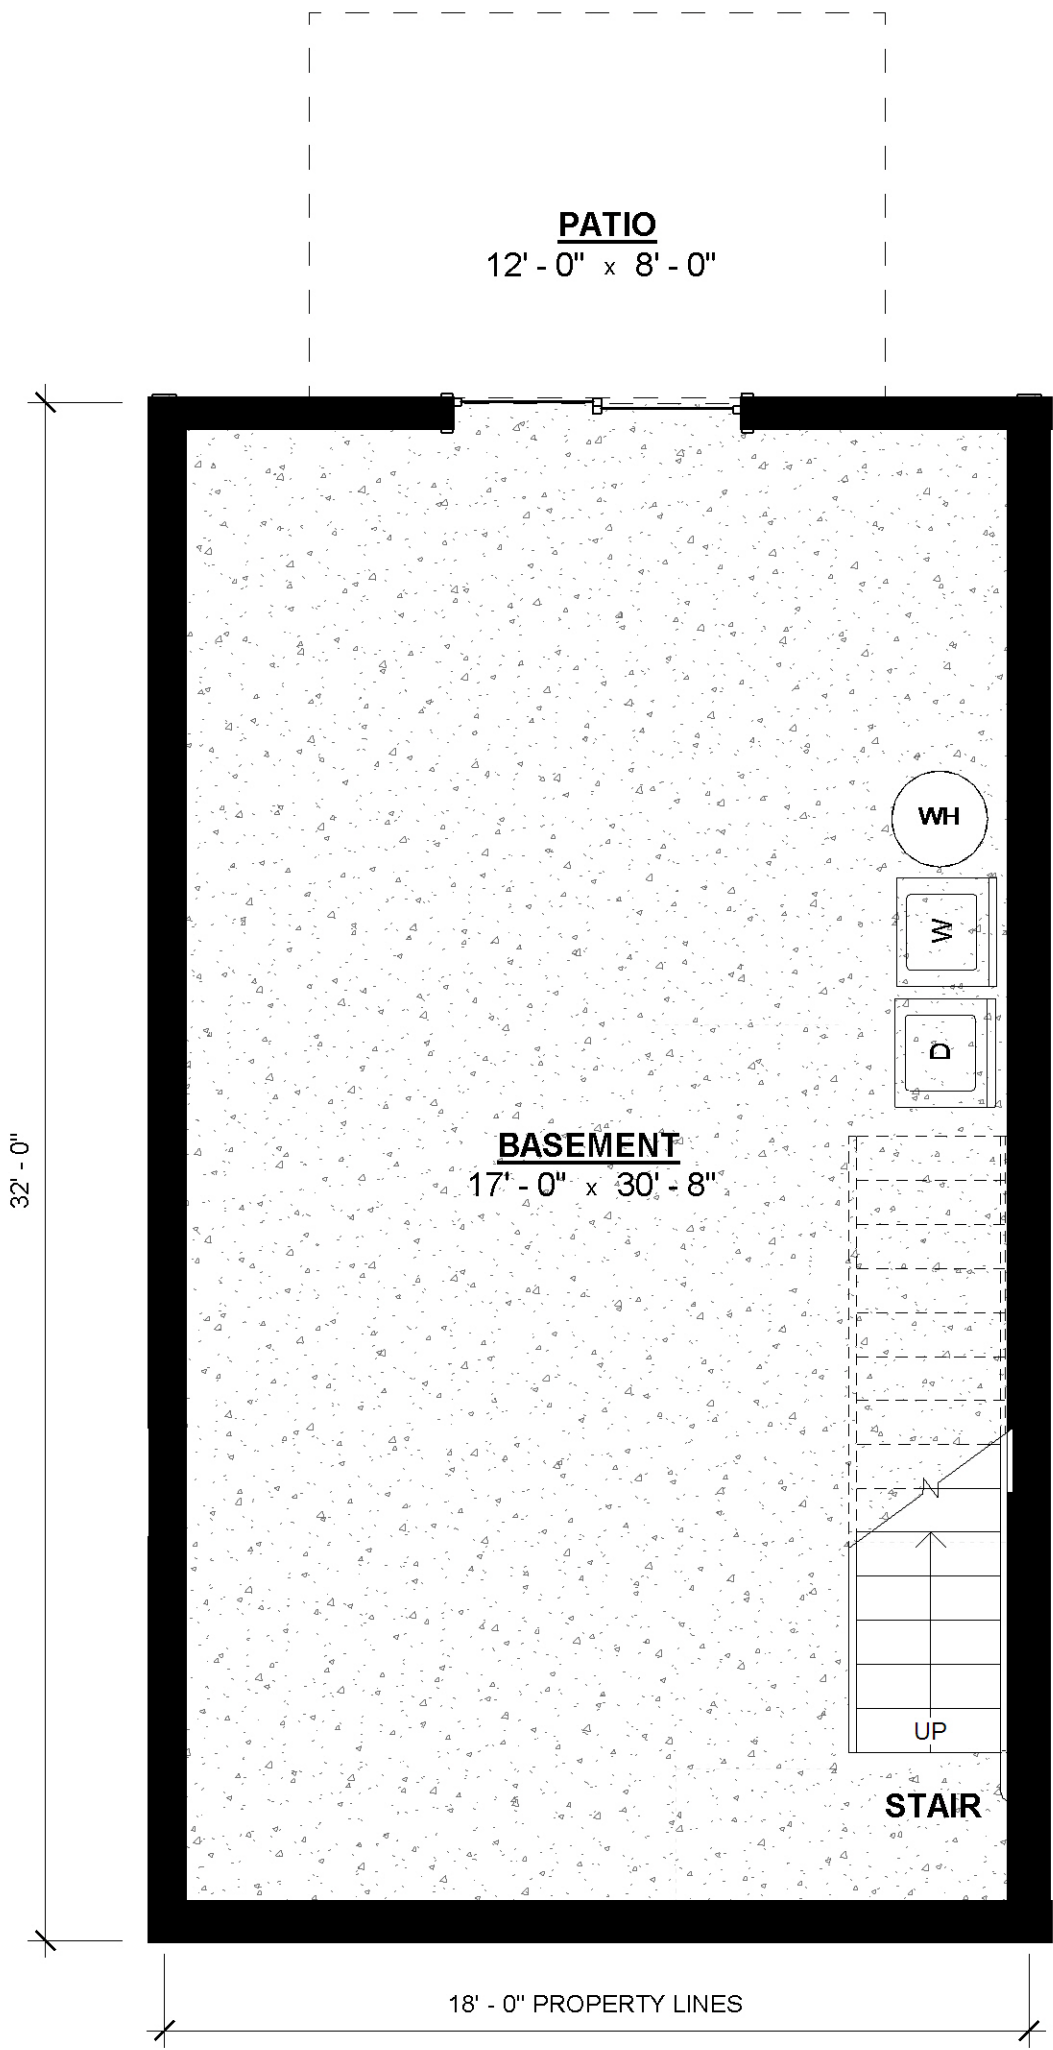 PATIO
12' - 0" x 8' - 0"
WH
W
D
BASEMENT
17' - 0" x 30' - 8"
32' - 0"
UP
STAIR
18' - 0" PROPERTY LINES